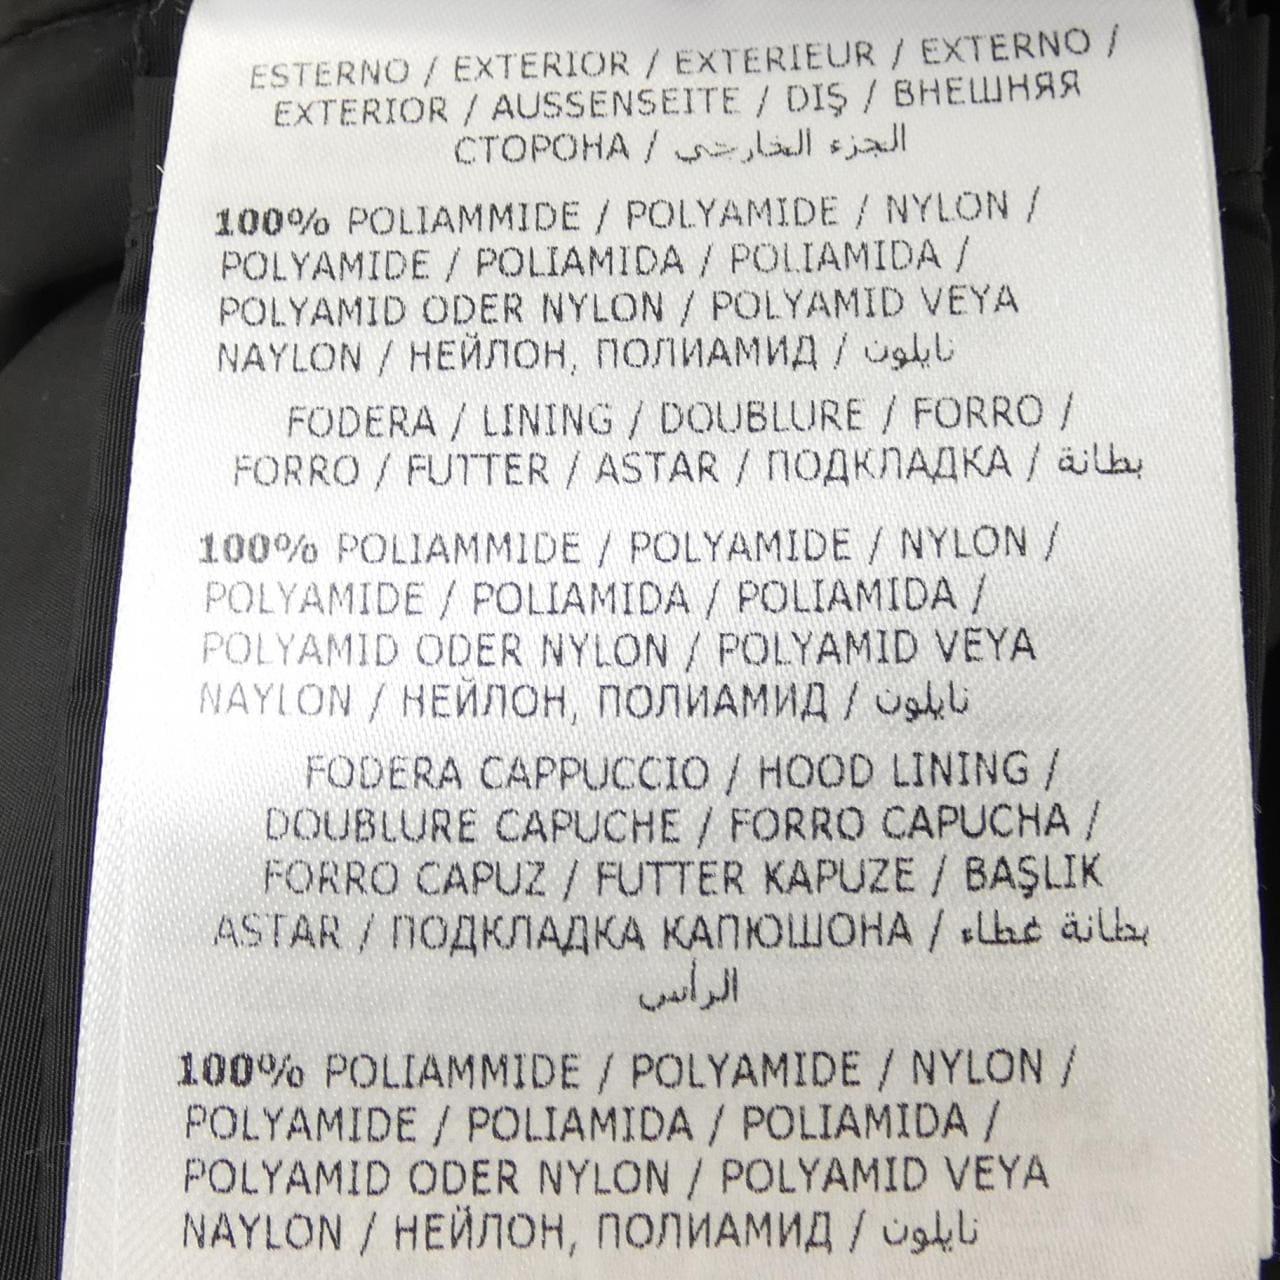 ESTERNO / EXTERIOR / EXTERIEUR / EXTERNO /
EXTERIOR / AUSSENSEITE / DIŞ / ВНЕШНЯЯ
СТОРОНА / الجزء الخارجي
100% POLIAMMIDE / POLYAMIDE / NYLON /
POLYAMIDE / POLIAMIDA / POLIAMIDA /
POLYAMID ODER NYLON / POLYAMID VEYA
NAYLON / НЕЙЛОН, ПОЛИАМИД / نايلون
FODERA / LINING / DOUBLURE / FORRO /
FORRO / FUTTER / ASTAR / ПОДКЛАДКА / بطانة
100% POLIAMMIDE / POLYAMIDE / NYLON /
POLYAMIDE / POLIAMIDA / POLIAMIDA /
POLYAMID ODER NYLON / POLYAMID VEYA
NAYLON / НЕЙЛОН, ПОЛИАМИД / نايلون
FODERA CAPPUCCIO / HOOD LINING /
DOUBLURE CAPUCHE / FORRO CAPUCHA /
FORRO CAPUZ / FUTTER KAPUZE / BAŞLIK
ASTAR / ПОДКЛАДКА КАПЮШОНА / بطانة غطاء
الرأس
100% POLIAMMIDE / POLYAMIDE / NYLON /
POLYAMIDE / POLIAMIDA / POLIAMIDA /
POLYAMID ODER NYLON / POLYAMID VEYA
NAYLON / НЕЙЛОН, ПОЛИАМИД / نايلون